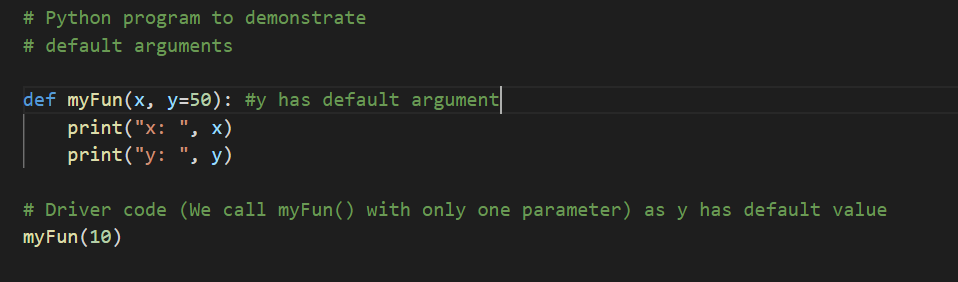 # Python program to demonstrate
# default arguments
def myFun(x, y=50): #y has default argument
    print("x: ", x)
    print("y: ", y)
# Driver code (We call myFun() with only one parameter) as y has default value
myFun(10)